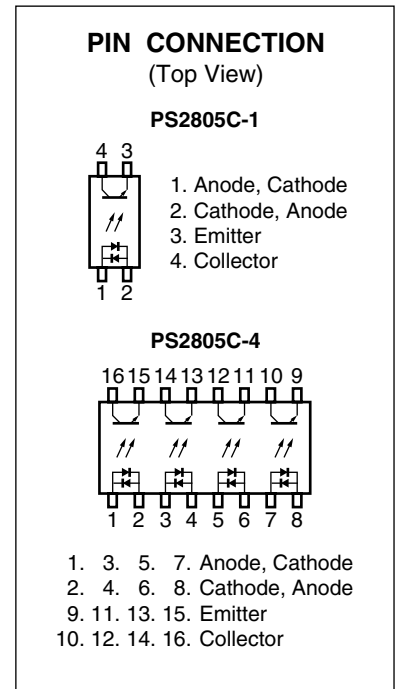 PIN CONNECTION
(Top View)
PS2805C-1
4 3
1. Anode, Cathode
2. Cathode, Anode
3. Emitter
4. Collector
1 2
PS2805C-4
16 15 14 13 12 11 10 9
1 2 3 4 5 6 7 8
1. 3. 5. 7. Anode, Cathode
2. 4. 6. 8. Cathode, Anode
9. 11. 13. 15. Emitter
10. 12. 14. 16. Collector